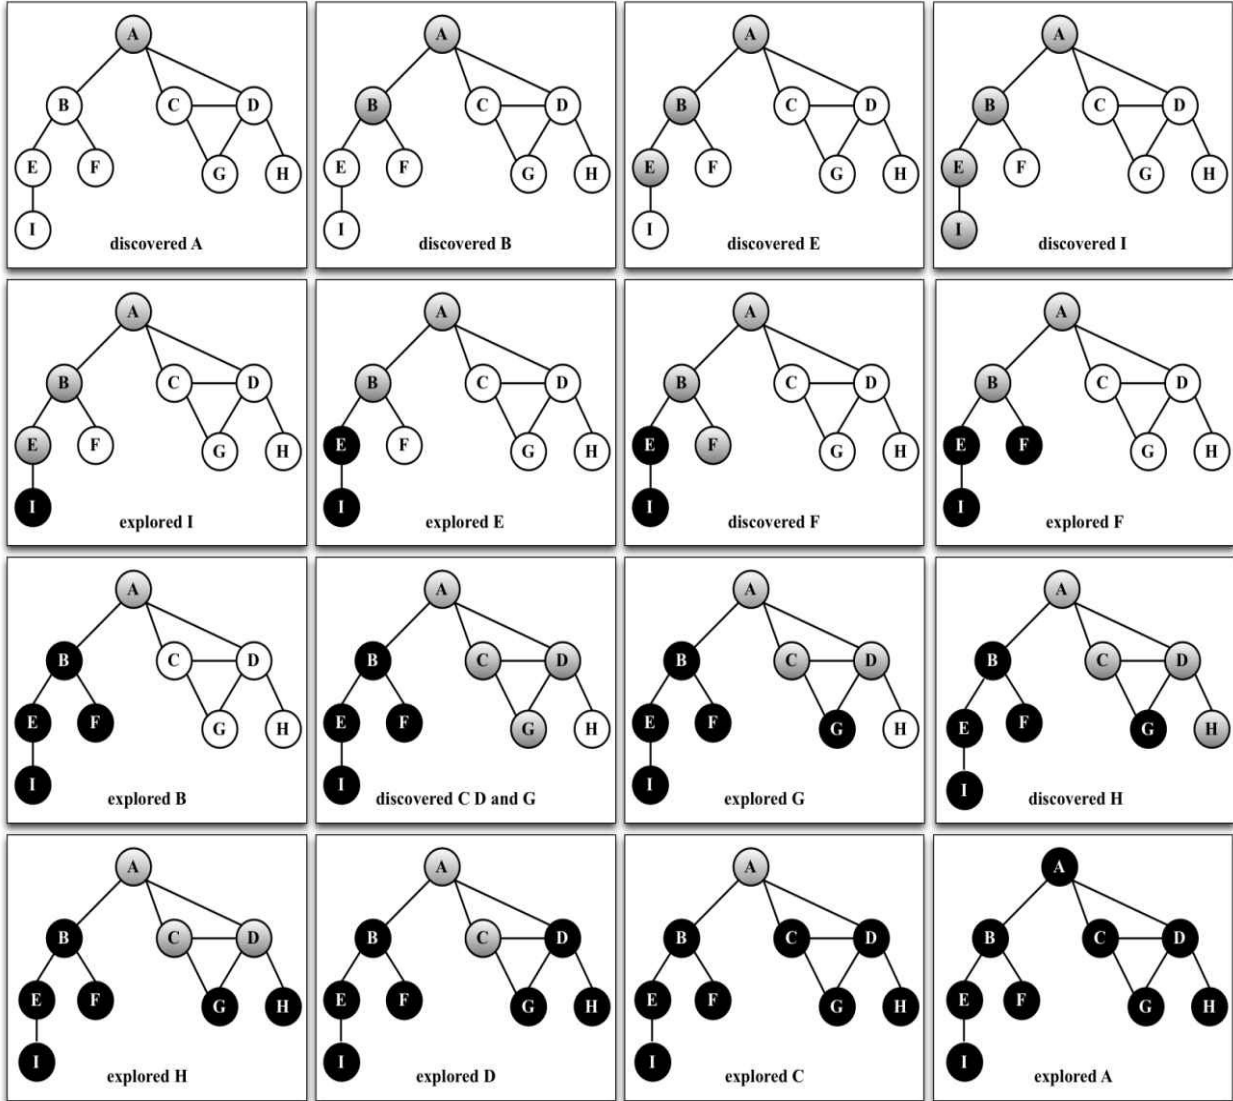 A
B C D
E F G H
I
discovered A
A
B C D
E F G H
I
discovered B
A
B C D
E F G H
I
discovered E
A
B C D
E F G H
I
discovered I
A
B C D
E F G H
I
explored I
A
B C D
E F G H
I
explored E
A
B C D
E F G H
I
discovered F
A
B C D
E F G H
I
explored F
A
B C D
E F G H
I
explored B
A
B C D
E F G H
I
discovered C D and G
A
B C D
E F G H
I
explored G
A
B C D
E F G H
I
discovered H
A
B C D
E F G H
I
explored H
A
B C D
E F G H
I
explored D
A
B C D
E F G H
I
explored C
A
B C D
E F G H
I
explored A